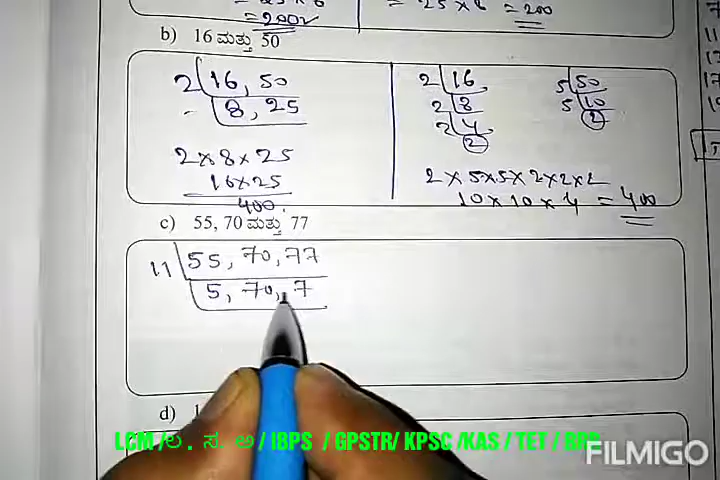 = 200
= 25 × 8 = 200
b) 16 ಮತ್ತು 50
2 16, 50
8, 25
2 × 8 × 25
16 × 25
400.
2 16
2 8
2 4
2
5 50
5 10
2
2 × 5 × 5 × 2 × 2 × 2
10 × 10 × 4 = 400
c) 55, 70 ಮತ್ತು 77
11 55, 70, 77
5, 70, 7
d) 1
LCM /ಲ . ಸ. ಅ / IBPS / GPSTR/ KPSC /KAS / TET /
FILMIGO